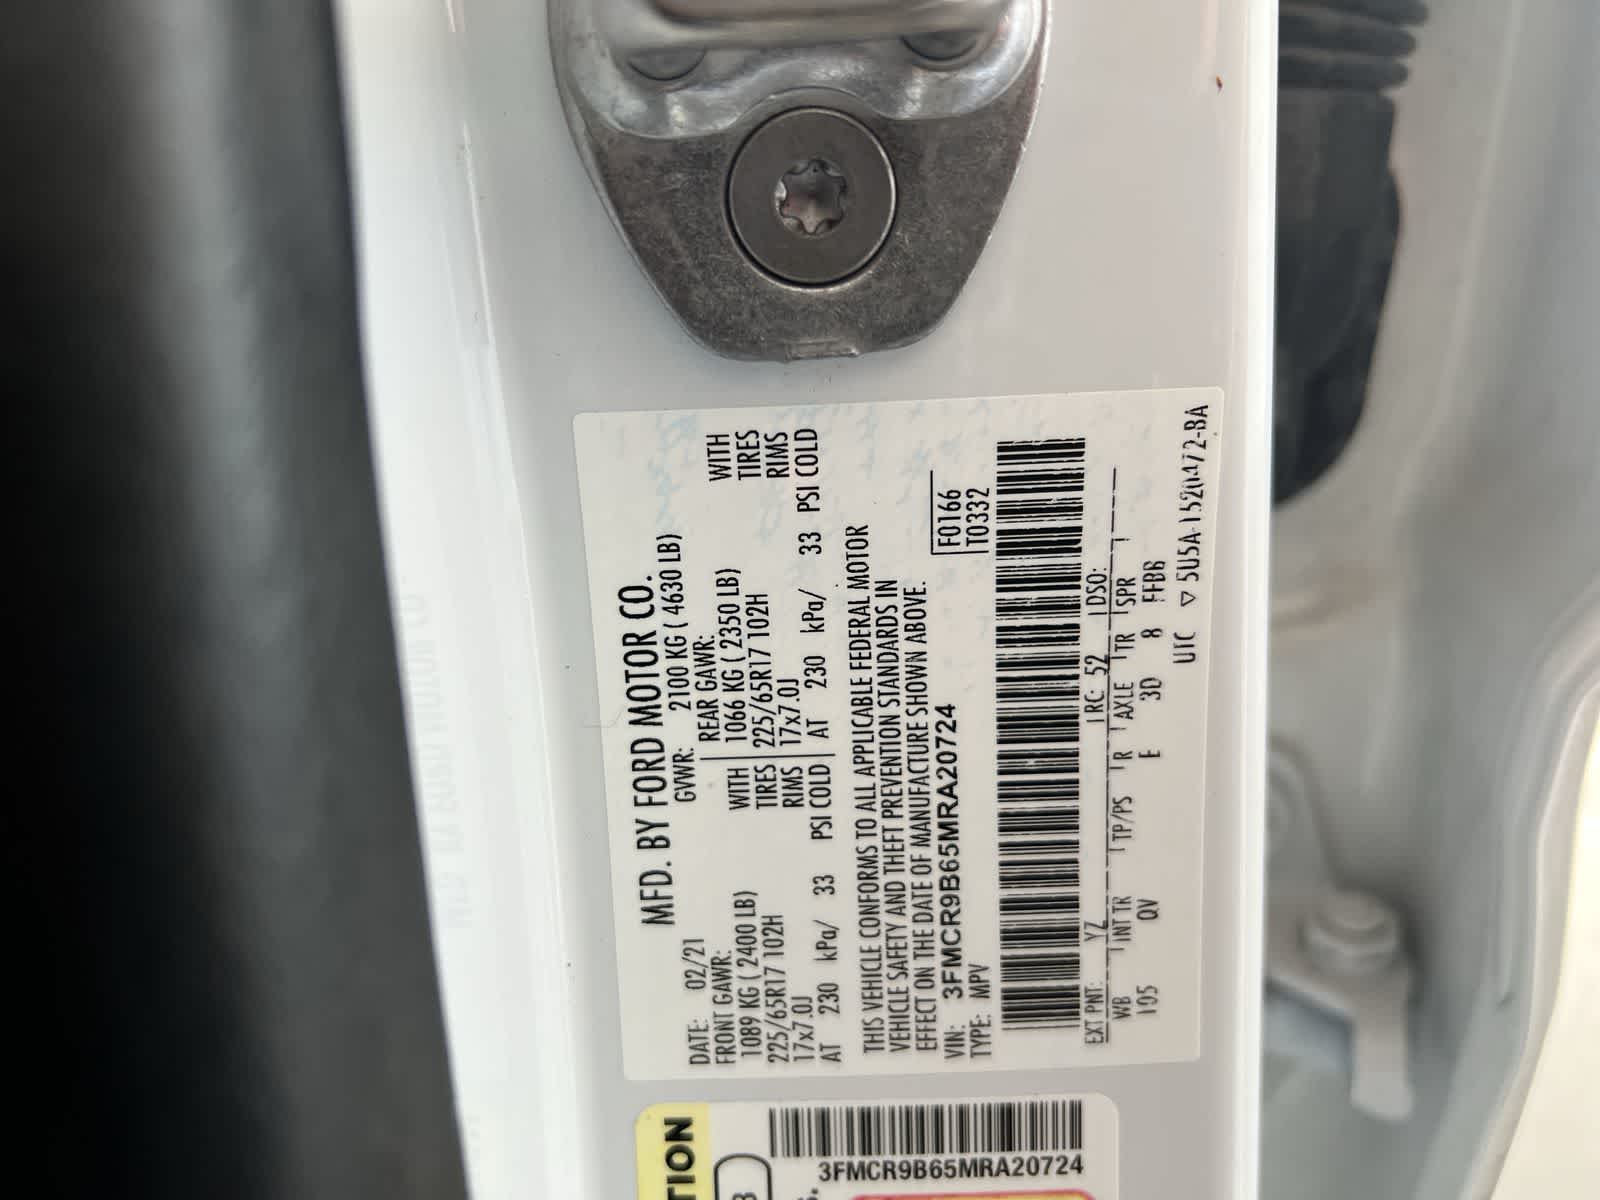 MFD. BY FORD MOTOR CO.
DATE: 02/21 GVWR: 2100 KG ( 4630 LB)
FRONT GAWR: REAR GAWR:
1089 KG ( 2400 LB) WITH 1066 KG ( 2350 LB) WITH
225/65R17 102H TIRES 225/65R17 102H TIRES
17x7.0J RIMS 17x7.0J RIMS
AT 230 kPa/ 33 PSI COLD AT 230 kPa/ 33 PSI COLD
THIS VEHICLE CONFORMS TO ALL APPLICABLE FEDERAL MOTOR
VEHICLE SAFETY AND THEFT PREVENTION STANDARDS IN
EFFECT ON THE DATE OF MANUFACTURE SHOWN ABOVE.
VIN: 3FMCR9B65MRA20724 F0166
TYPE: MPV T0332
EXT PNT: YZ RC: 52 DSO:
WB INT TR TP/PS R AXLE TR SPR
105 QV E 3D 8
UTC ▽ 5U5A-1520472-BA
TION
3FMCR9B65MRA20724